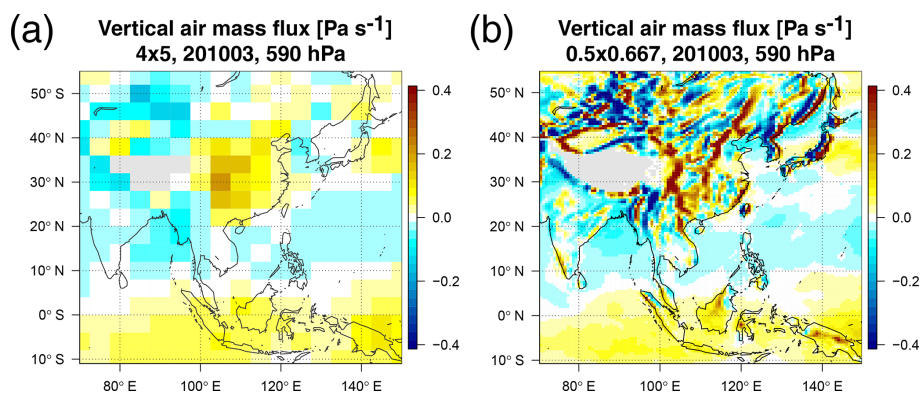 (a)
Vertical air mass flux [Pa s⁻¹]
4x5, 201003, 590 hPa
50° S
40° N
30° N
20° N
10° N
0° S
10° S
80° E
100° E
120° E
140° E
0.4
0.2
0.0
−0.2
−0.4
(b)
Vertical air mass flux [Pa s⁻¹]
0.5x0.667, 201003, 590 hPa
50° S
40° N
30° N
20° N
10° N
0° S
10° S
80° E
100° E
120° E
140° E
0.4
0.2
0.0
−0.2
−0.4